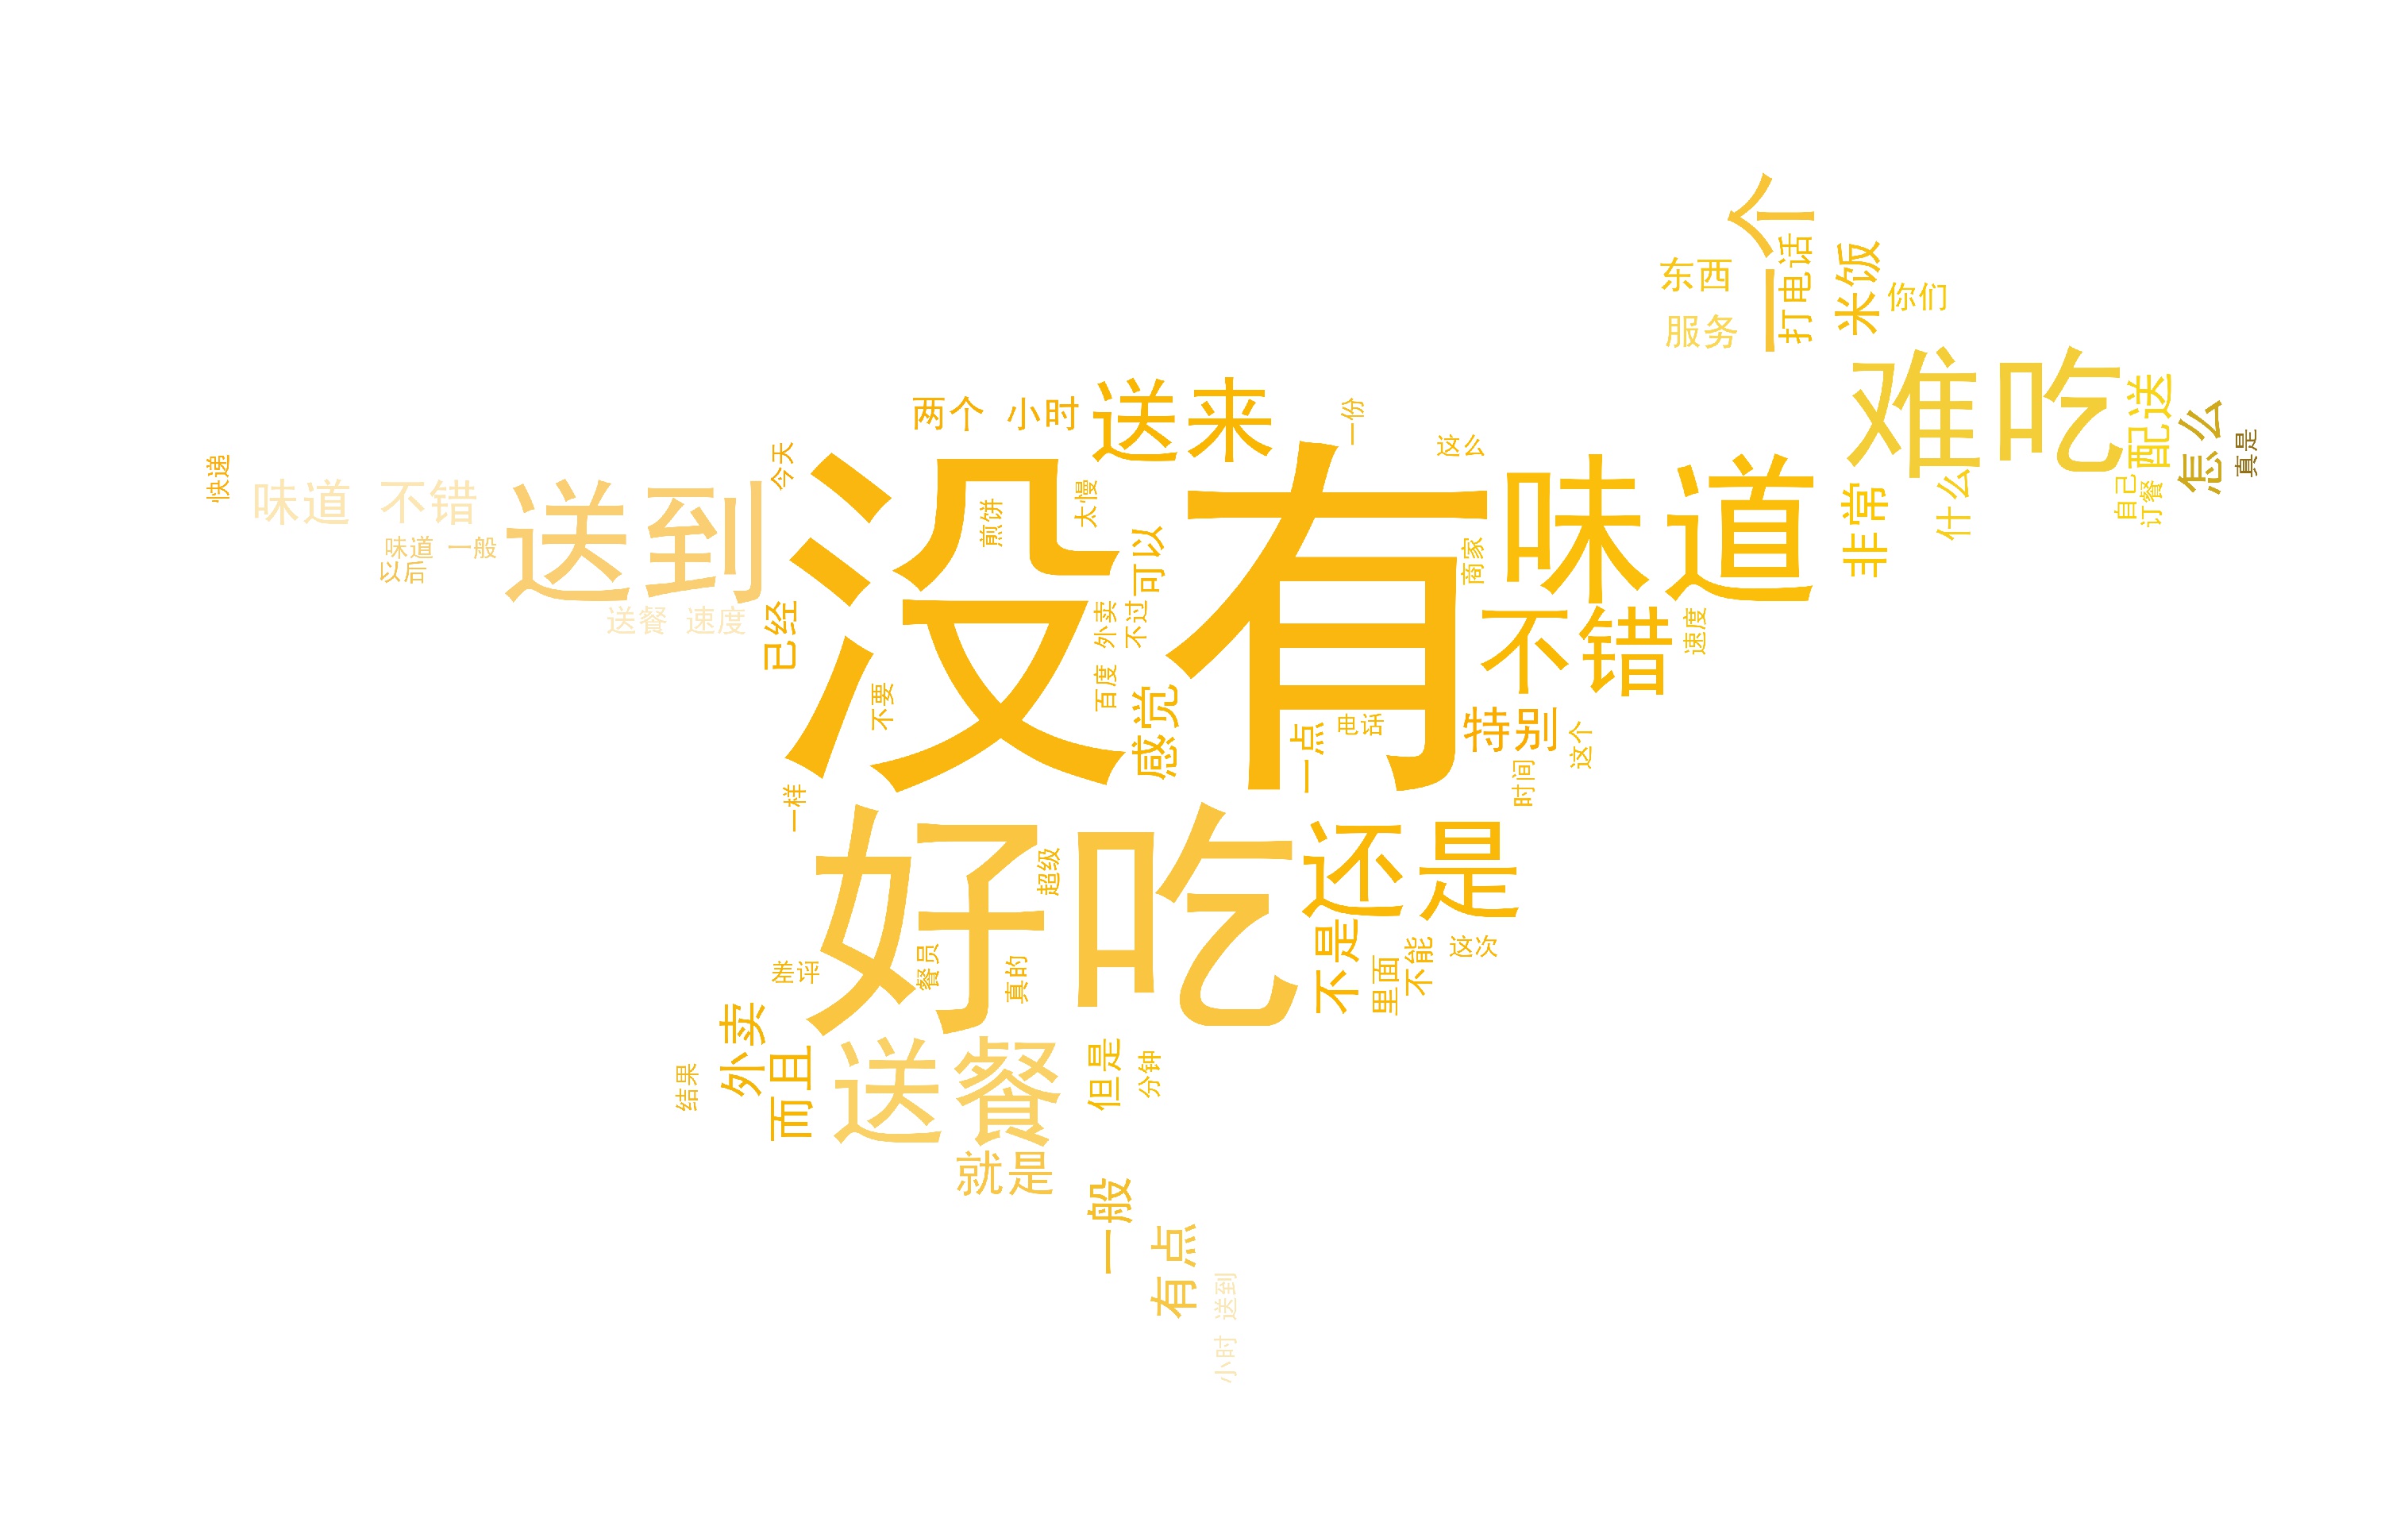 一个
打电话
米饭
东西
你们
服务
难吃
配送
怎么
真是
两个 小时
送来
一份
这么
今天
快递
味道 不错
送到
没有
煎饼
太慢
可以
商家
味道
非常
什么
自己
订餐
味道 一般
以后
送餐 速度
已经
百度 外卖
不过
不错
速度
不要
感觉
一点
电话
特别
这个
时间
一样
好吃
超级
还是
差评
餐员
真的
不是
里面
不能
这次
外卖
而且
结果
送餐
但是
分钟
就是
一般
有点
小时 送到